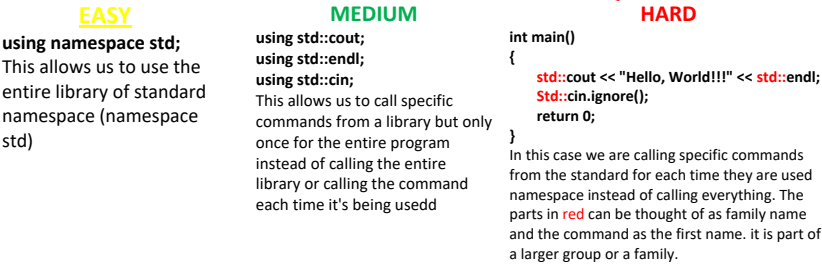 EASY
using namespace std;
This allows us to use the
entire library of standard
namespace (namespace
std)
MEDIUM
using std::cout;
using std::endl;
using std::cin;
This allows us to call specific
commands from a library but only
once for the entire program
instead of calling the entire
library or calling the command
each time it's being usedd
HARD
int main()
{
std::cout << "Hello, World!!!" << std::endl;
Std::cin.ignore();
return 0;
}
In this case we are calling specific commands
from the standard for each time they are used
namespace instead of calling everything. The
parts in red can be thought of as family name
and the command as the first name. it is part of
a larger group or a family.